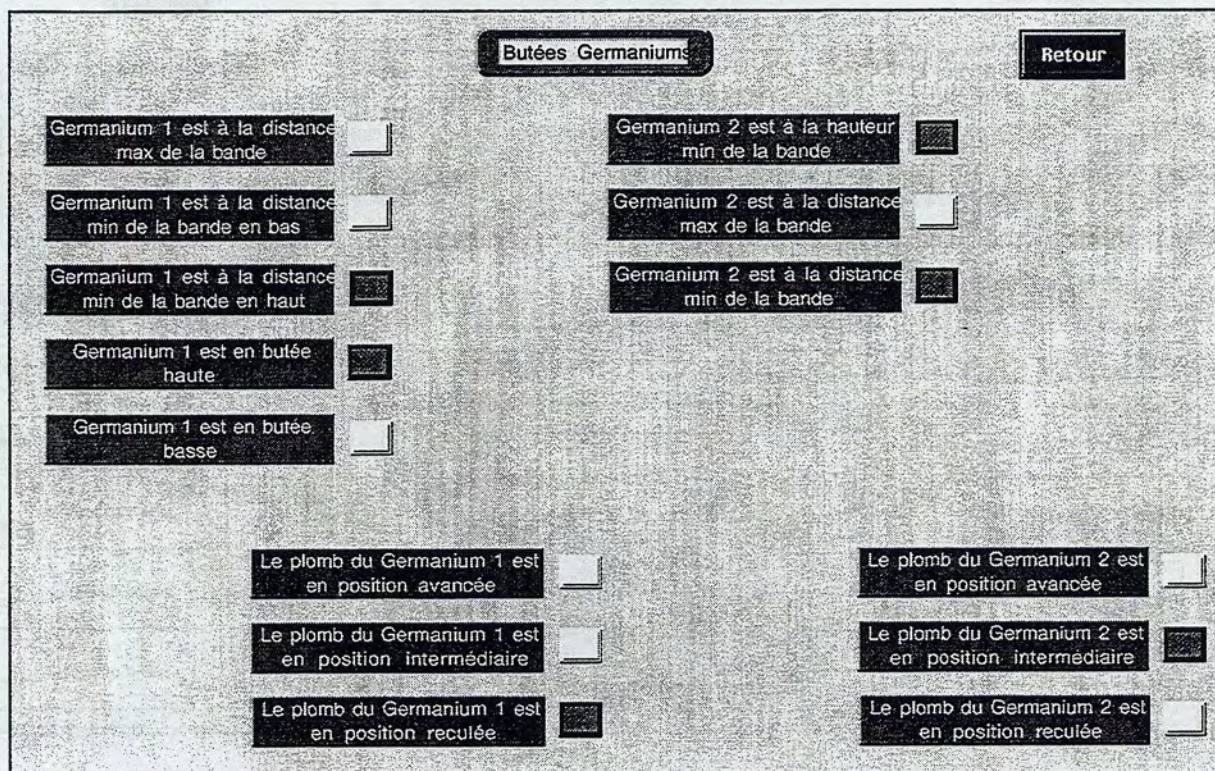 Butées Germaniums
Retour
Germanium 1 est à la distance
max de la bande
Germanium 1 est à la distance
min de la bande en bas
Germanium 1 est à la distance
min de la bande en haut
Germanium 1 est en butée
haute
Germanium 1 est en butée
basse
Germanium 2 est à la hauteur
min de la bande
Germanium 2 est à la distance
max de la bande
Germanium 2 est à la distance
min de la bande
Le plomb du Germanium 1 est
en position avancée
Le plomb du Germanium 1 est
en position intermédiaire
Le plomb du Germanium 1 est
en position reculée
Le plomb du Germanium 2 est
en position avancée
Le plomb du Germanium 2 est
en position intermédiaire
Le plomb du Germanium 2 est
en position reculée